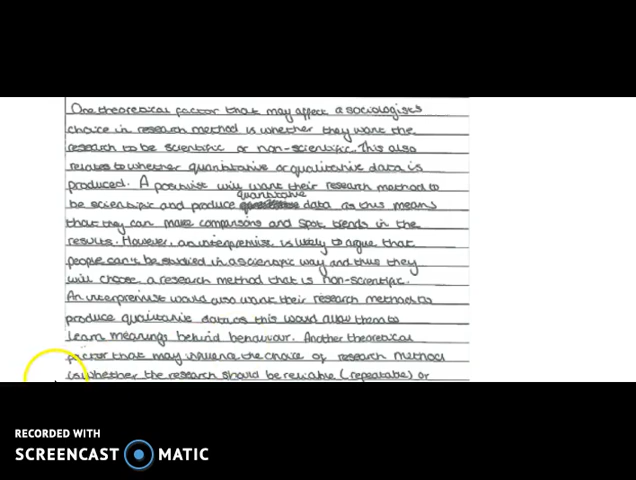 One theoretical factor that may affect a sociologists
choice in research method is whether they want the
research to be scientific or non-scientific. This also
relates to whether quantitative or qualitative data is
produced. A positivist will want their research method to
be scientific and produce quantitative data as this means
that they can make comparisons and spot trends in the
results. However, an interpretivist is likely to argue that
people can't be studied in a scientific way and thus they
will choose a research method that is non-scientific.
An interpretivist would also want their research method to
produce qualitative data as this would allow them to
learn meanings behind behaviour. Another theoretical
factor that may influence the choice of research method
is whether the research should be reliable (repeatable) or
RECORDED WITH
SCREENCAST MATIC